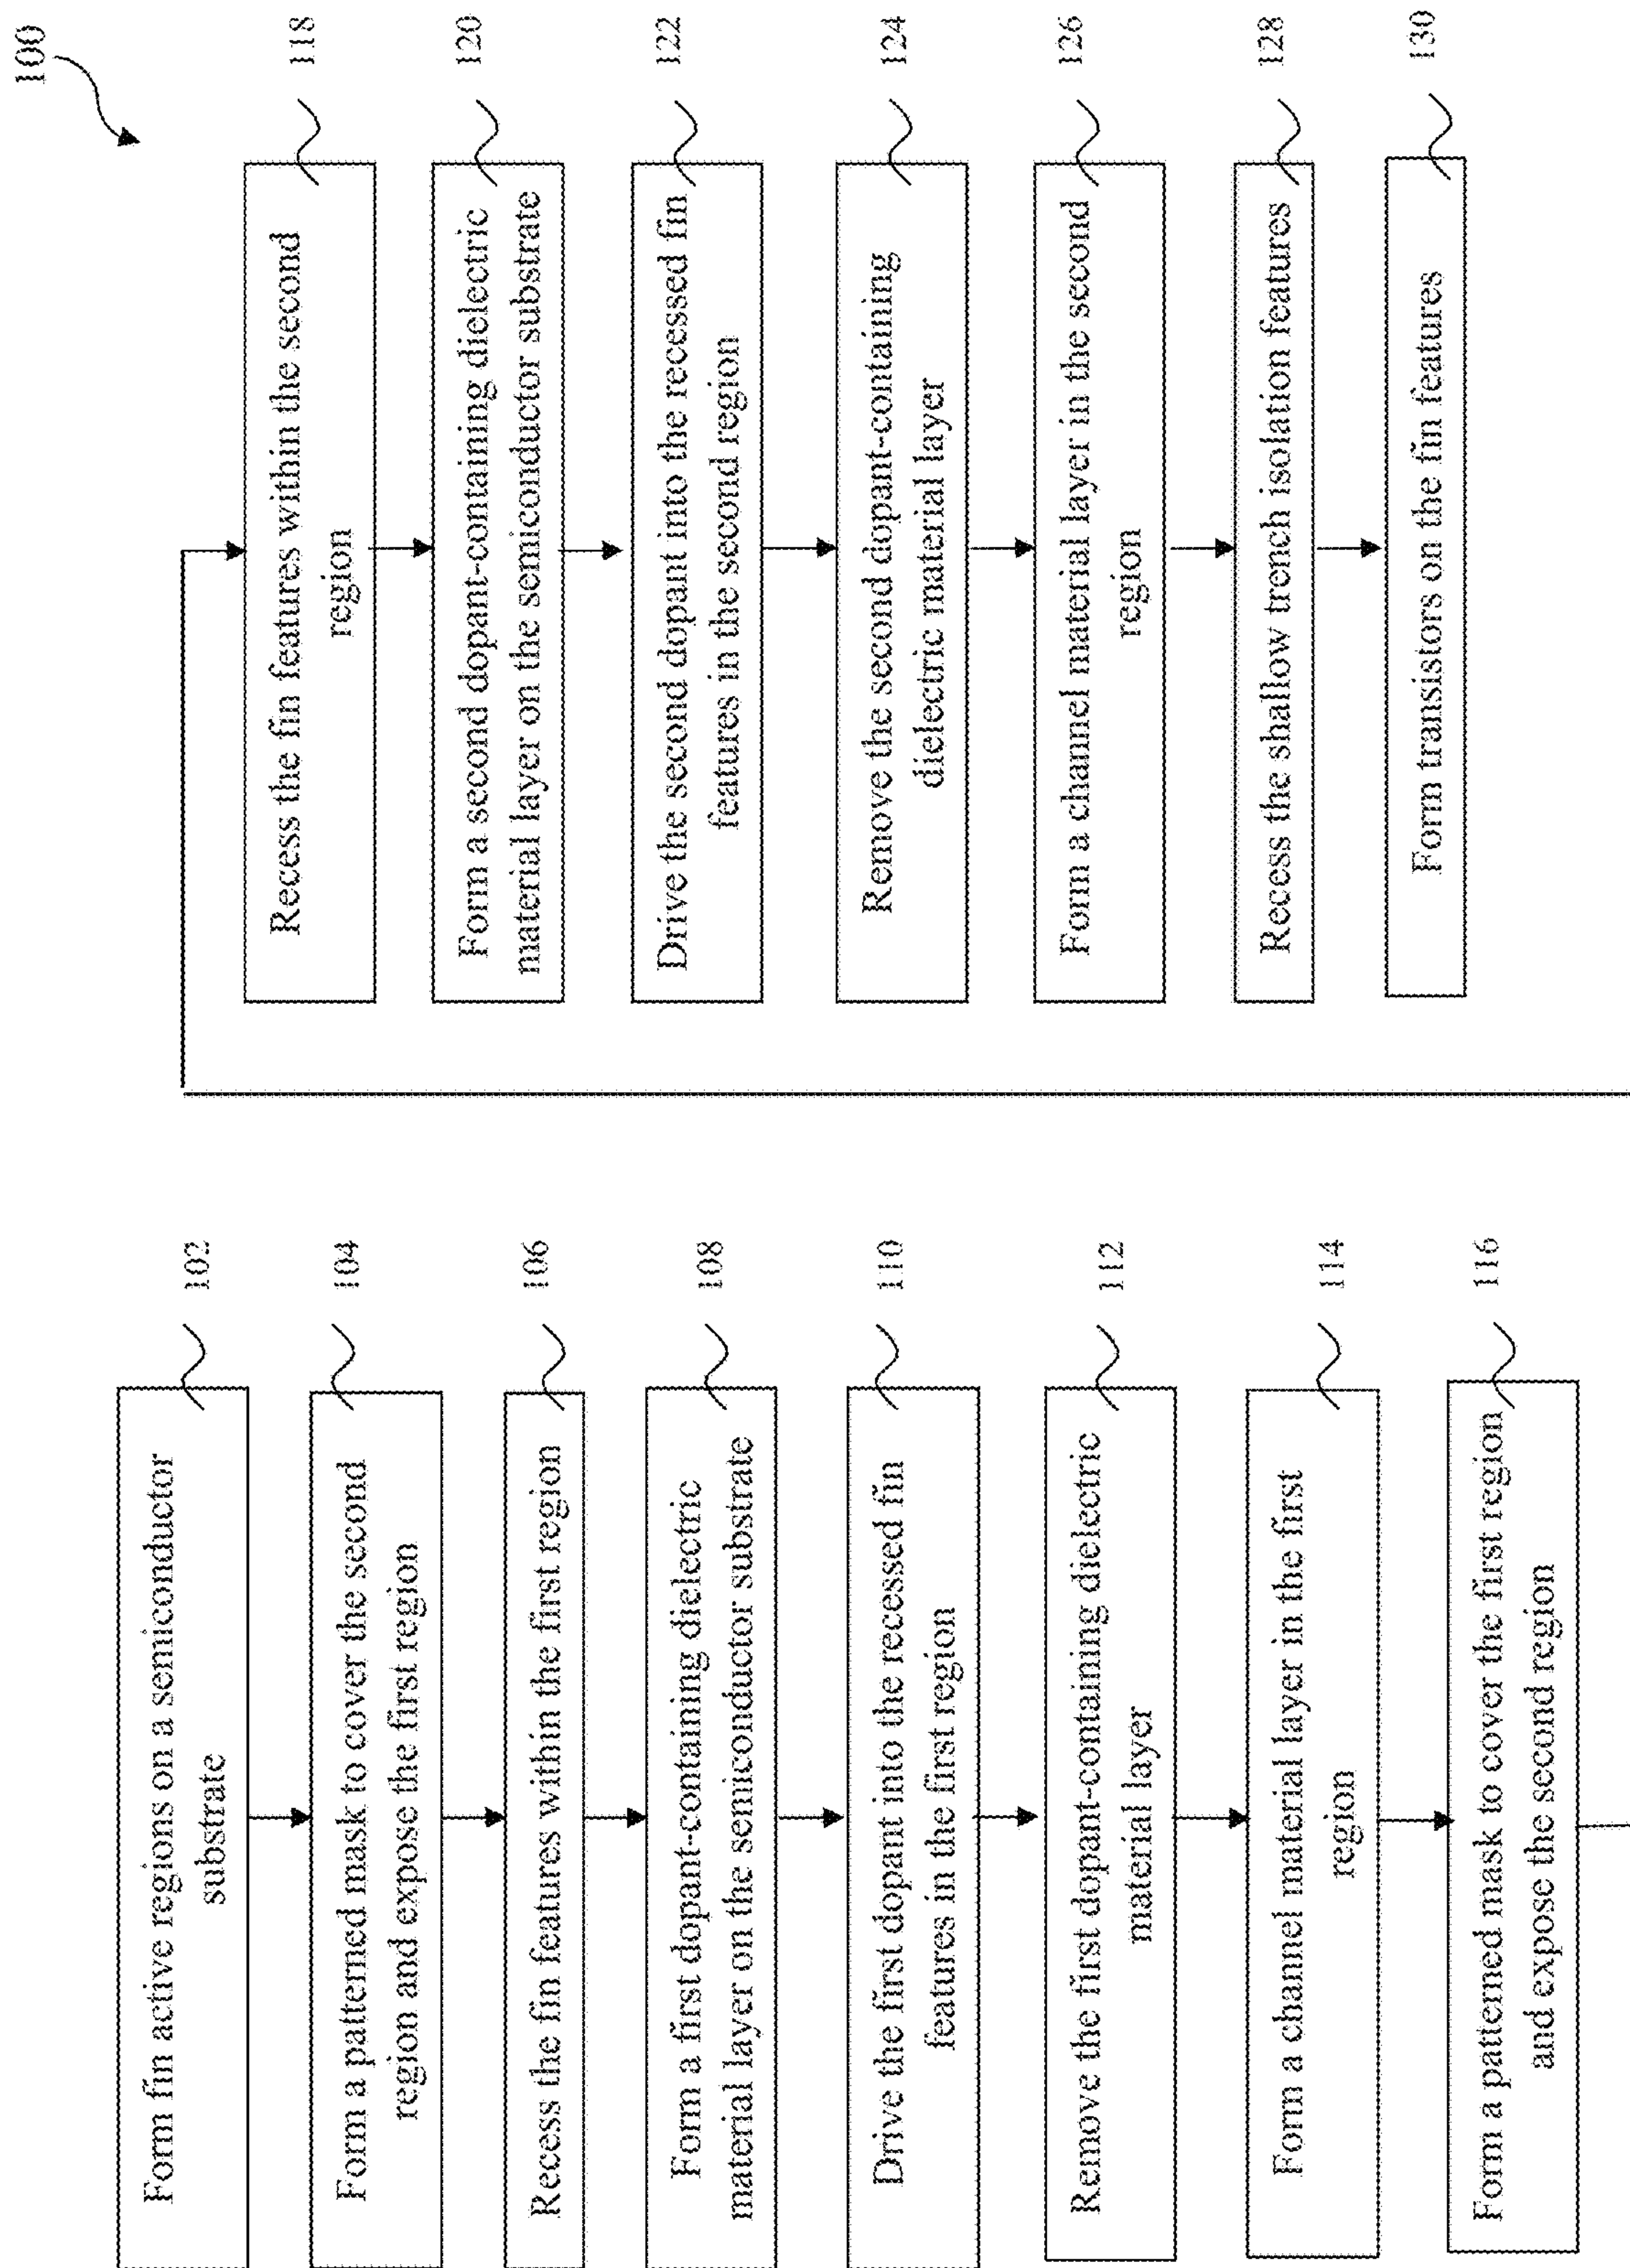 100
Form fin active regions on a semiconductor
substrate
102
Form a patterned mask to cover the second
region and expose the first region
104
Recess the fin features within the first region
106
Form a first dopant-containing dielectric
material layer on the semiconductor substrate
108
Drive the first dopant into the recessed fin
features in the first region
110
Remove the first dopant-containing dielectric
material layer
112
Form a channel material layer in the first
region
114
Form a patterned mask to cover the first region
and expose the second region
116
Recess the fin features within the second
region
118
Form a second dopant-containing dielectric
material layer on the semiconductor substrate
120
Drive the second dopant into the recessed fin
features in the second region
122
Remove the second dopant-containing
dielectric material layer
124
Form a channel material layer in the second
region
126
Recess the shallow trench isolation features
128
Form transistors on the fin features
130